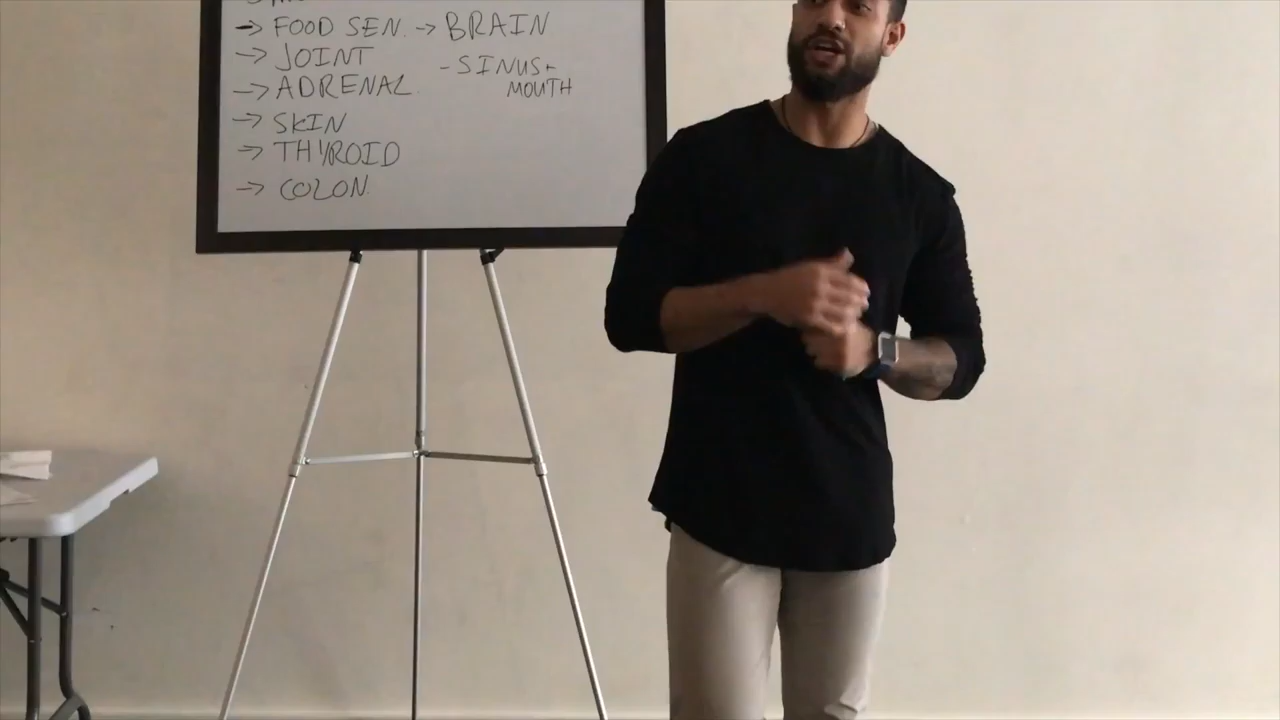 → FOOD SEN. → BRAIN
→ JOINT
- SINUS +
→ ADRENAL
MOUTH
→ SKIN
→ THYROID
→ COLON